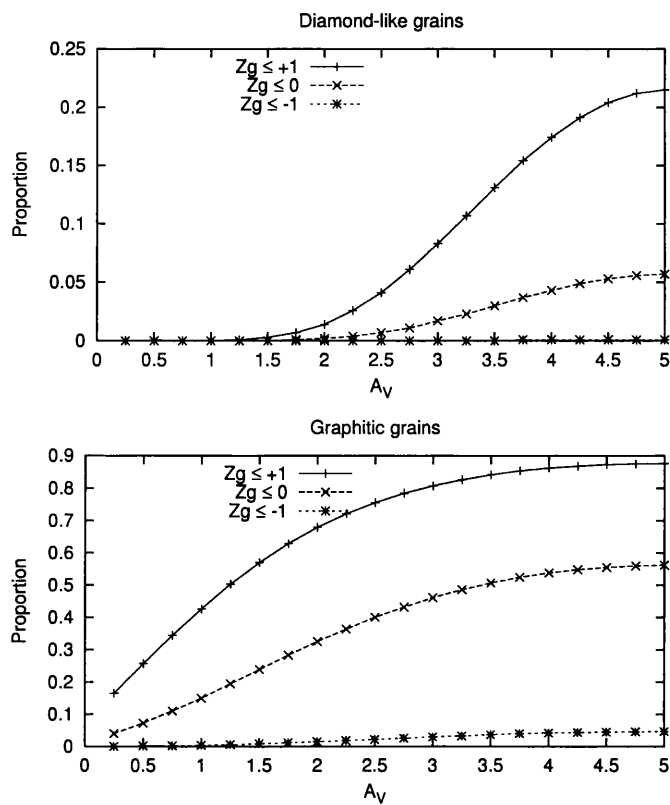 Diamond-like grains
0.25
0.2
0.15
0.1
0.05
0
Proportion
Zg ≤ +1
Zg ≤ 0
Zg ≤ -1
0 0.5 1 1.5 2 2.5 3 3.5 4 4.5 5
A_V
Graphitic grains
0.9
0.8
0.7
0.6
0.5
0.4
0.3
0.2
0.1
0
Proportion
Zg ≤ +1
Zg ≤ 0
Zg ≤ -1
0 0.5 1 1.5 2 2.5 3 3.5 4 4.5 5
A_V